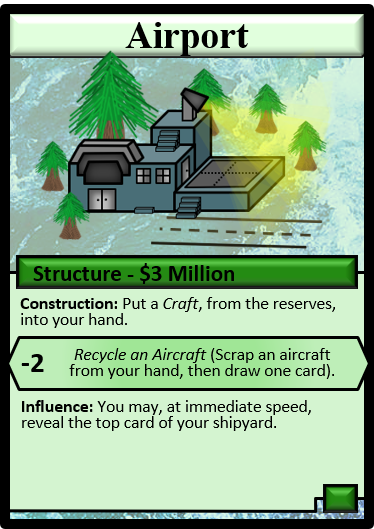 Airport
Structure - $3 Million
Construction: Put a Craft, from the reserves,
into your hand.
-2 Recycle an Aircraft (Scrap an aircraft
from your hand, then draw one card).
Influence: You may, at immediate speed,
reveal the top card of your shipyard.